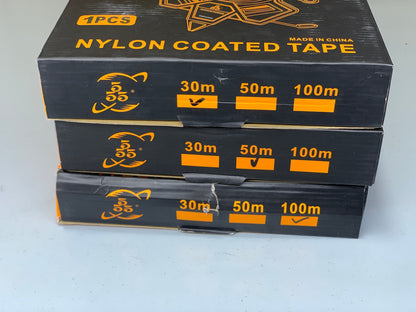 1PCS
MADE IN CHINA
NYLON COATED TAPE
30m 50m 100m
30m 50m 100m
30m 50m 100m